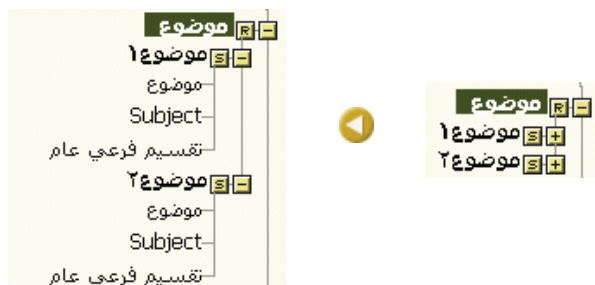 موضوع R −
موضوع١ S +
موضوع٢ S +
موضوع R −
موضوع١ S −
موضوع
Subject
تقسيم فرعي عام
موضوع٢ S −
موضوع
Subject
تقسيم فرعي عام